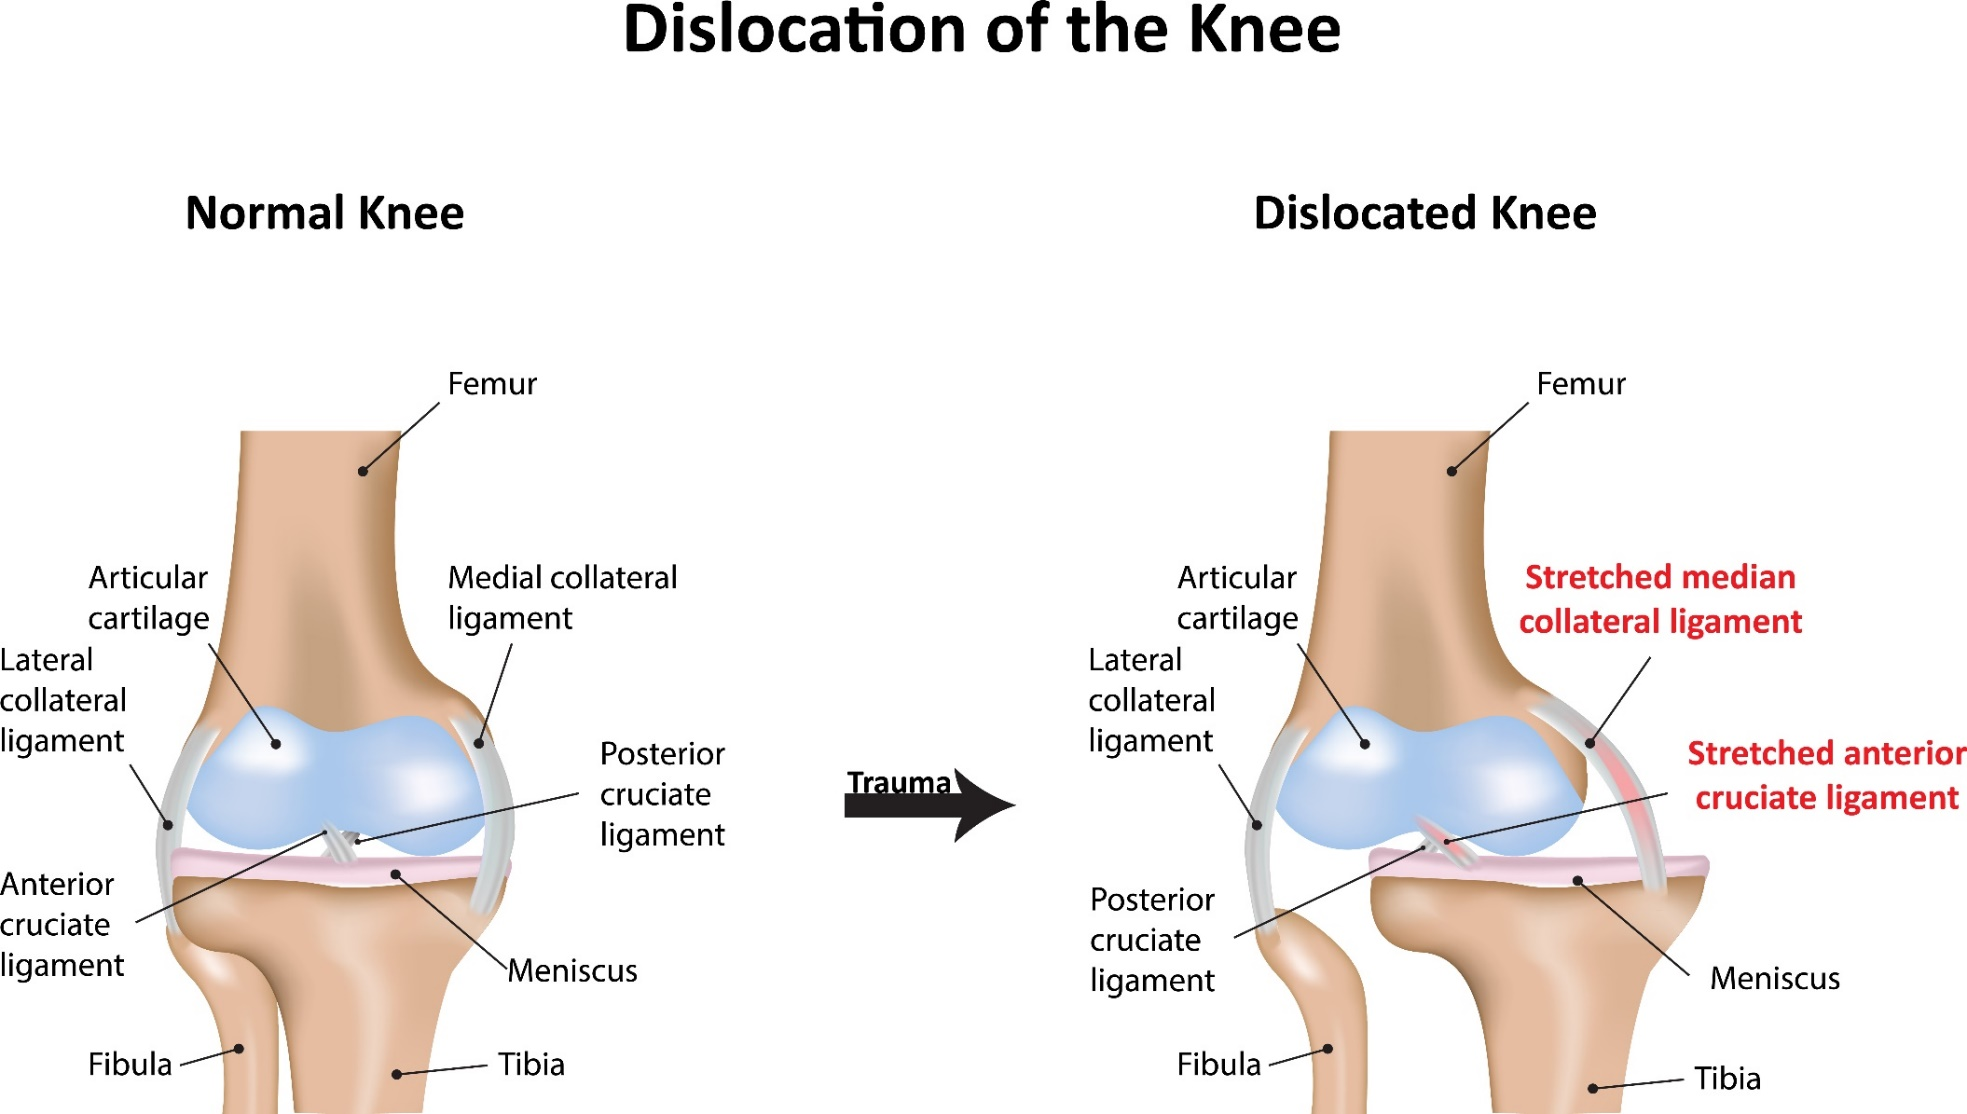 Dislocation of the Knee
Normal Knee
Femur
Articular
cartilage
Medial collateral
ligament
Lateral
collateral
ligament
Posterior
cruciate
ligament
Anterior
cruciate
ligament
Meniscus
Fibula
Tibia
Trauma
Dislocated Knee
Femur
Articular
cartilage
Stretched median
collateral ligament
Lateral
collateral
ligament
Stretched anterior
cruciate ligament
Posterior
cruciate
ligament
Meniscus
Fibula
Tibia